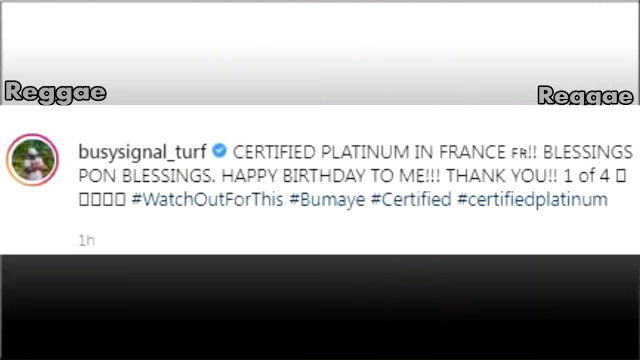 Reggae
Reggae
busysignal_turf CERTIFIED PLATINUM IN FRANCE FR!! BLESSINGS
PON BLESSINGS. HAPPY BIRTHDAY TO ME!!! THANK YOU!! 1 of 4
#WatchOutForThis #Bumaye #Certified #certifiedplatinum
1h